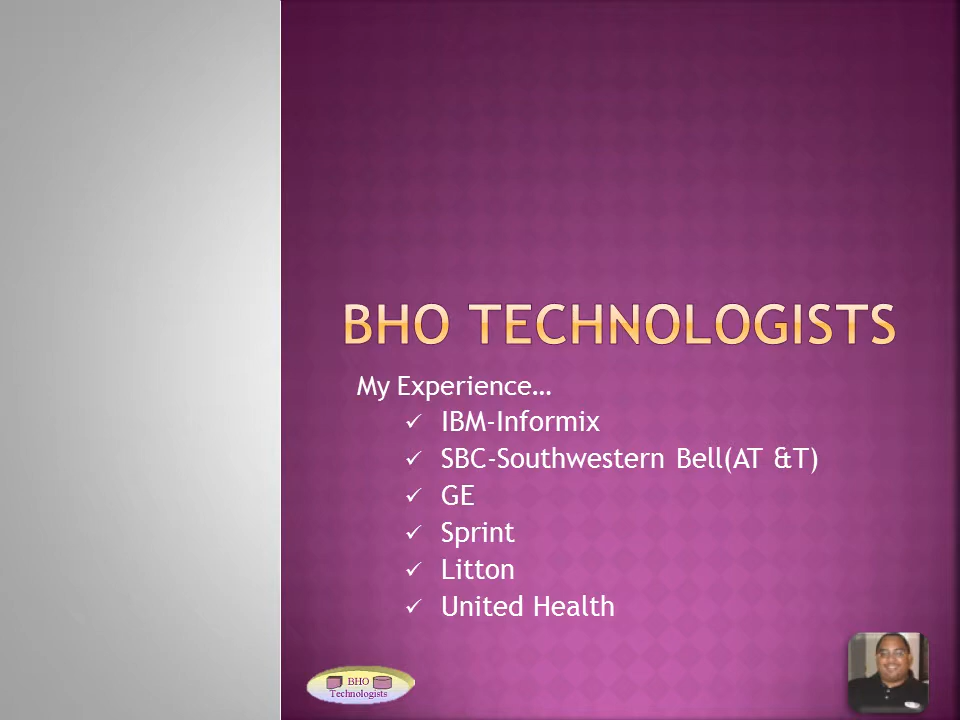 BHO TECHNOLOGISTS
My Experience…
✓ IBM-Informix
✓ SBC-Southwestern Bell(AT &T)
✓ GE
✓ Sprint
✓ Litton
✓ United Health
BHO
Technologists